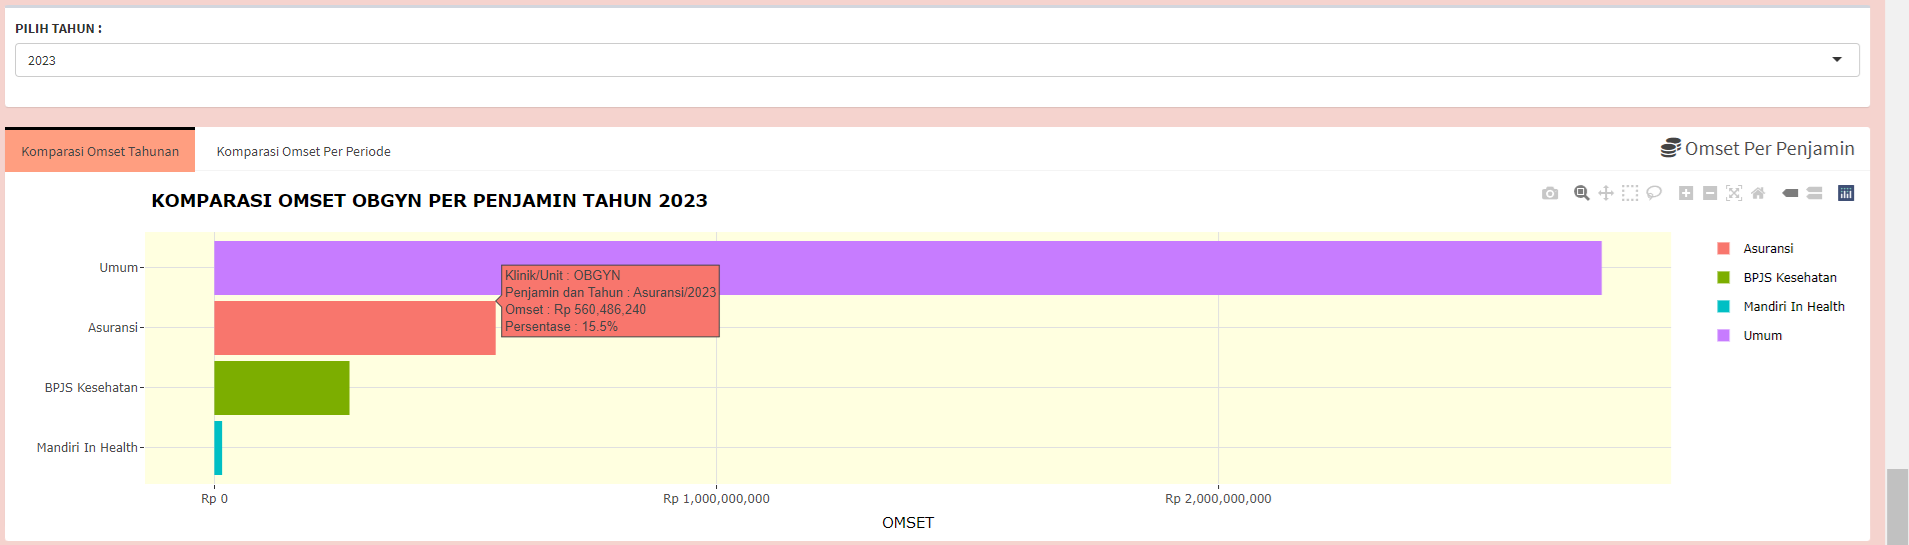 PILIH TAHUN :
2023
Komparasi Omset Tahunan
Komparasi Omset Per Periode
Omset Per Penjamin
KOMPARASI OMSET OBGYN PER PENJAMIN TAHUN 2023
Umum
Asuransi
BPJS Kesehatan
Mandiri In Health
Klinik/Unit : OBGYN
Penjamin dan Tahun : Asuransi/2023
Omset : Rp 560,486,240
Persentase : 15.5%
Asuransi
BPJS Kesehatan
Mandiri In Health
Umum
Rp 0
Rp 1,000,000,000
Rp 2,000,000,000
OMSET